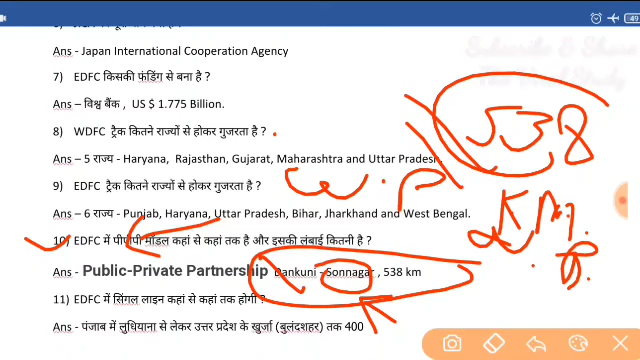 Ans - Japan International Cooperation Agency
7) EDFC किसकी फ़ंडिंग से बना है ?
Ans – विश्व बैंक , US $ 1.775 Billion.
8) WDFC ट्रैक कितने राज्यों से होकर गुजरता है ?
Ans – 5 राज्य - Haryana, Rajasthan, Gujarat, Maharashtra and Uttar Pradesh.
9) EDFC ट्रैक कितने राज्यों से होकर गुजरता है ?
Ans – 6 राज्य - Punjab, Haryana, Uttar Pradesh, Bihar, Jharkhand and West Bengal.
10) EDFC में पीपीपी मॉडल कहां से कहां तक है और इसकी लंबाई कितनी है ?
Ans - Public-Private Partnership Dankuni - Sonnagar , 538 km
11) EDFC में सिंगल लाइन कहां से कहां तक होगी ?
Ans - पंजाब में लुधियाना से लेकर उत्तर प्रदेश के खुर्जा (बुलंदशहर) तक 400
538
W.P
49